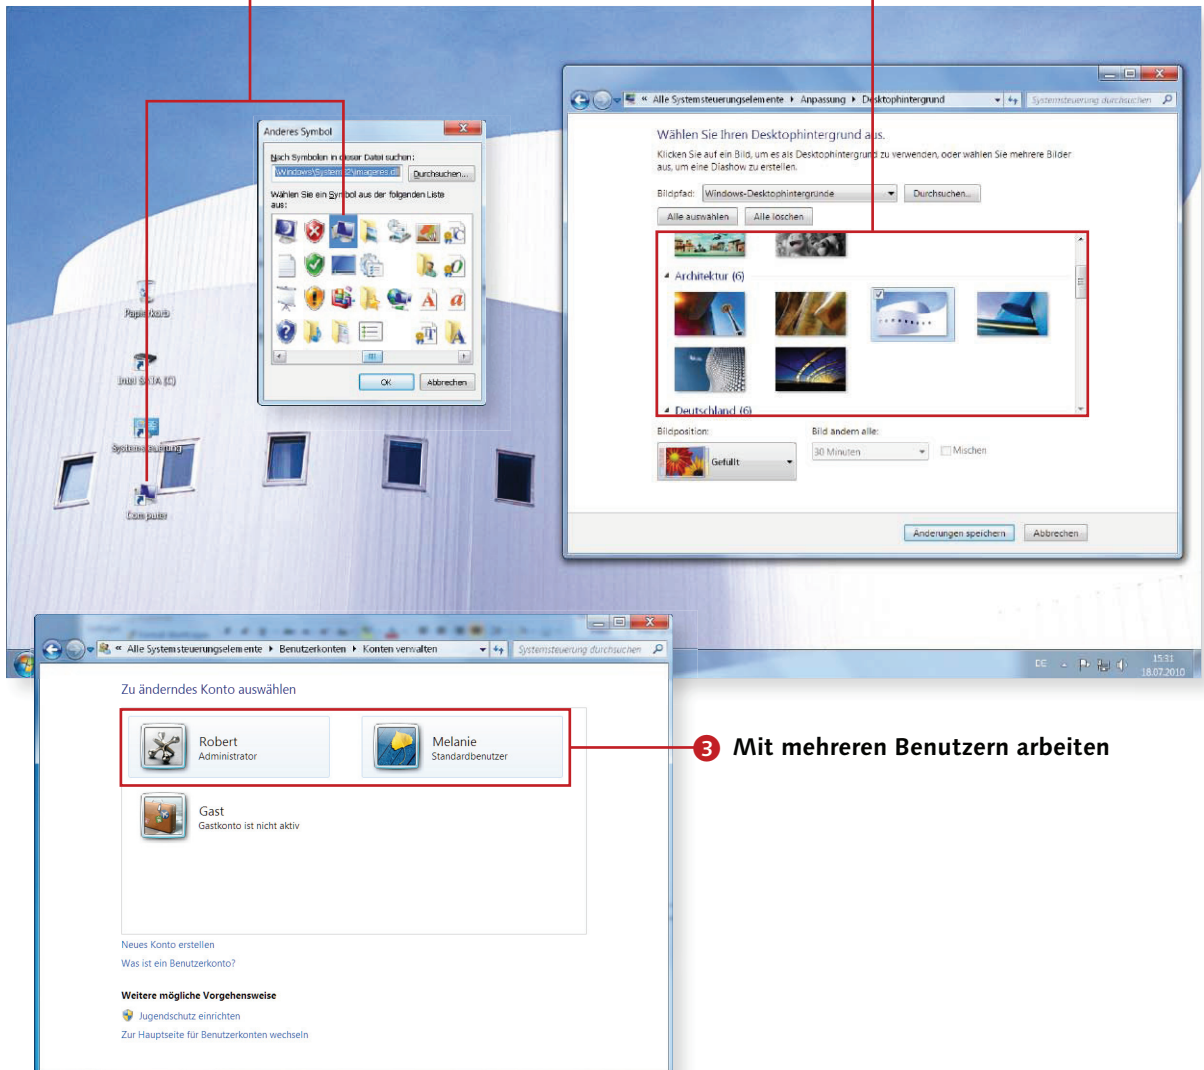 Anderes Symbol
Nach Symbolen in dieser Datei suchen:
Durchsuchen...
Wählen Sie ein Symbol aus der folgenden Liste
aus:
OK
Abbrechen
Papierkorb
Intel SATA (C)
Systemsteuerung
Computer
« Alle Systemsteuerungselemente Anpassung Desktophintergrund
Systemsteuerung durchsuchen
Wählen Sie Ihren Desktophintergrund aus.
Klicken Sie auf ein Bild, um es als Desktophintergrund zu verwenden, oder wählen Sie mehrere Bilder
aus, um eine Diashow zu erstellen.
Bildpfad: Windows-Desktophintergründe Durchsuchen...
Alle auswählen Alle löschen
Architektur (6)
Deutschland (6)
Bildposition: Bild ändern alle:
Gefüllt 30 Minuten Mischen
Änderungen speichern Abbrechen
DE 15:31
18.07.2010
« Alle Systemsteuerungselemente Benutzerkonten Konten verwalten
Systemsteuerung durchsuchen
Zu änderndes Konto auswählen
Robert
Administrator
Melanie
Standardbenutzer
Gast
Gastkonto ist nicht aktiv
Neues Konto erstellen
Was ist ein Benutzerkonto?
Weitere mögliche Vorgehensweise
Jugendschutz einrichten
Zur Hauptseite für Benutzerkonten wechseln
3 Mit mehreren Benutzern arbeiten